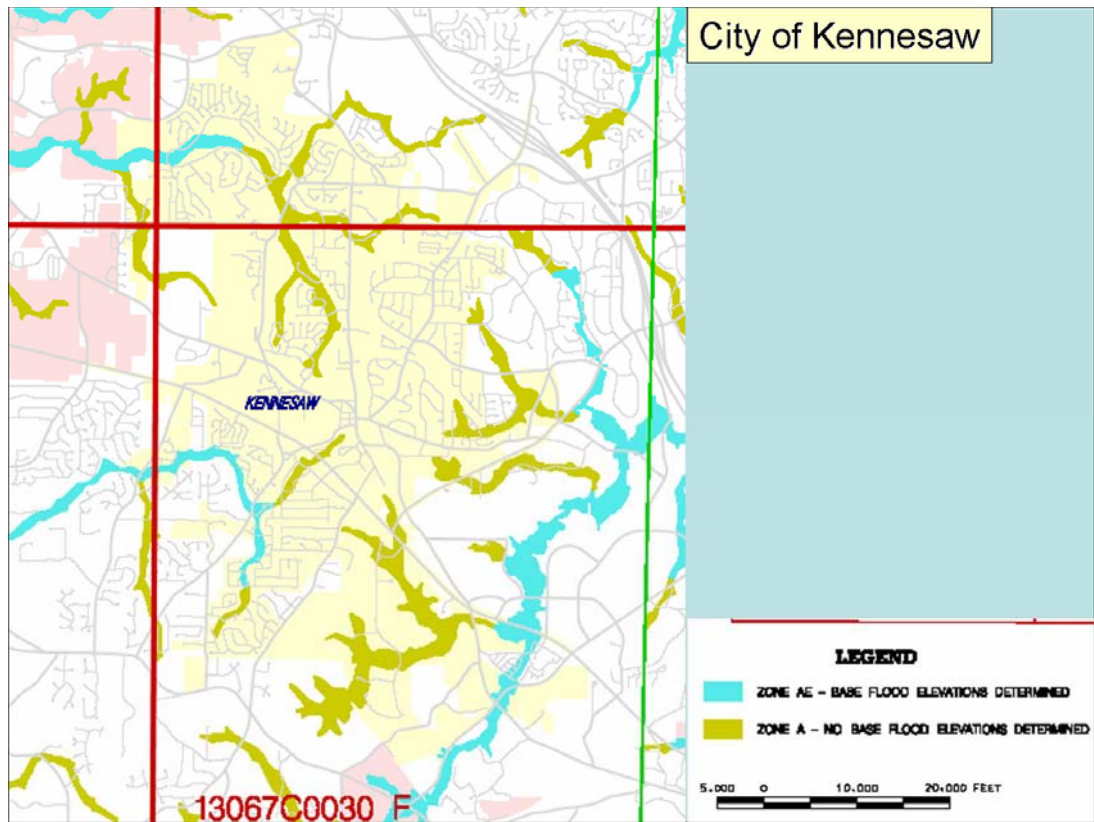 City of Kennesaw
KENNESAW
13067C0030 F
LEGEND
ZONE AE - BASE FLOOD ELEVATIONS DETERMINED
ZONE A - NO BASE FLOOD ELEVATIONS DETERMINED
5,000 0 10,000 20,000 FEET